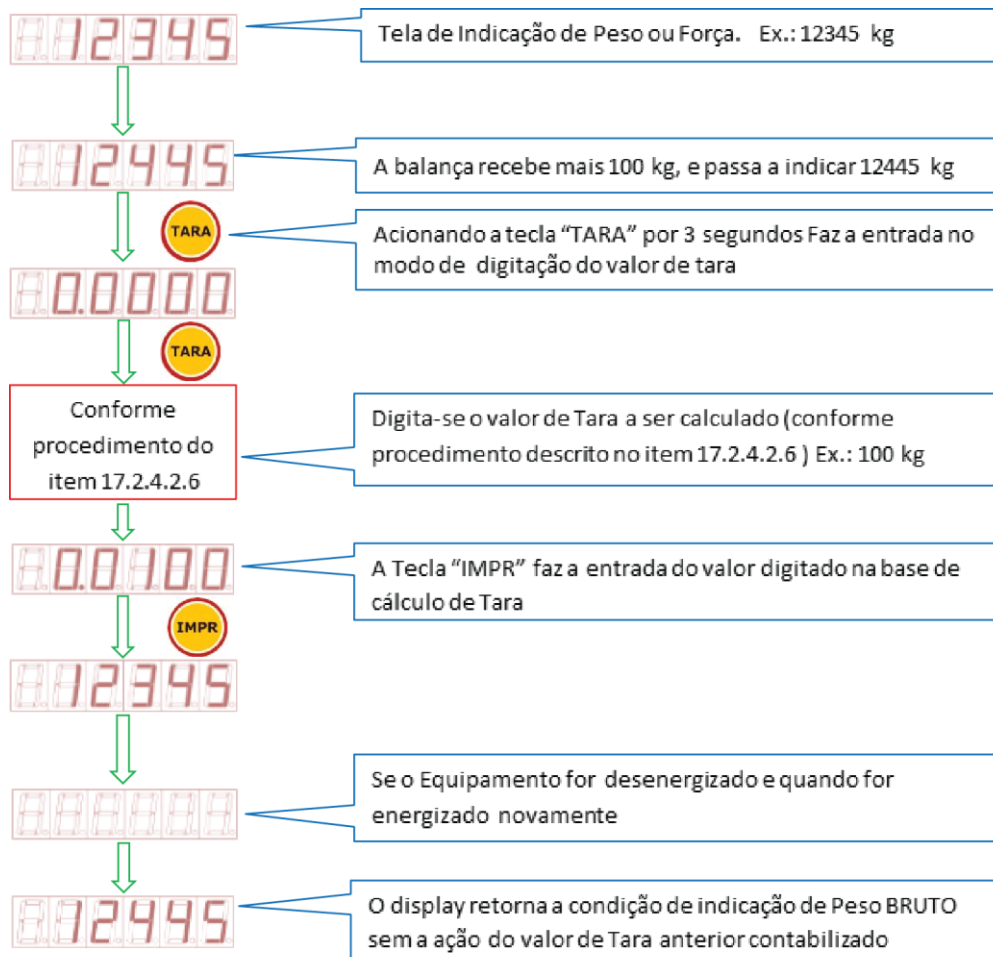 12345
Tela de Indicação de Peso ou Força. Ex.: 12345 kg
12445
A balança recebe mais 100 kg, e passa a indicar 12445 kg
TARA
Acionando a tecla “TARA” por 3 segundos Faz a entrada no
modo de digitação do valor de tara
0.0000
TARA
Conforme
procedimento do
item 17.2.4.2.6
Digita-se o valor de Tara a ser calculado (conforme
procedimento descrito no item 17.2.4.2.6 ) Ex.: 100 kg
0.0100
A Tecla “IMPR” faz a entrada do valor digitado na base de
cálculo de Tara
IMPR
12345
Se o Equipamento for desenergizado e quando for
energizado novamente
12445
O display retorna a condição de indicação de Peso BRUTO
sem a ação do valor de Tara anterior contabilizado